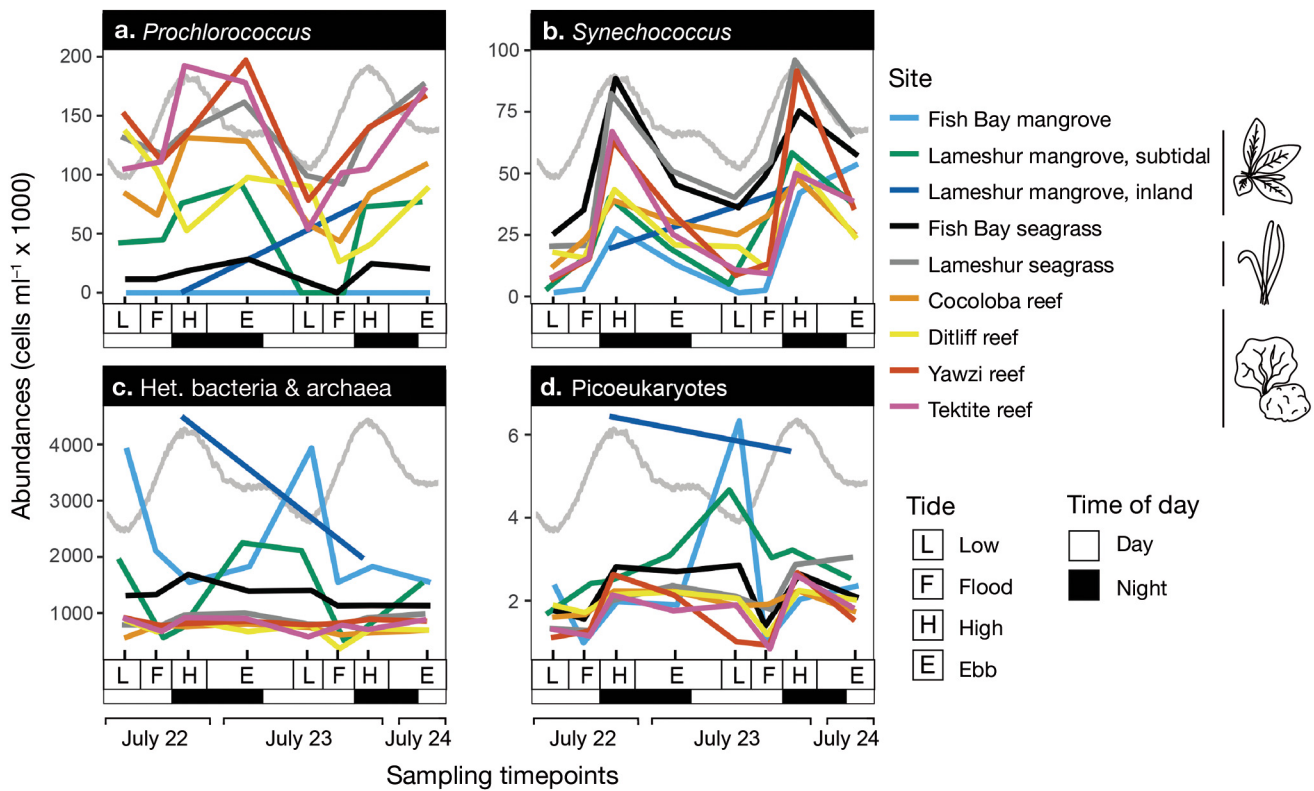 a. Prochlorococcus
b. Synechococcus
200
150
100
50
0
100
75
50
25
0
L F H E L F H E
L F H E L F H E
c. Het. bacteria & archaea
d. Picoeukaryotes
4000
3000
2000
1000
6
4
2
L F H E L F H E
L F H E L F H E
July 22 July 23 July 24
July 22 July 23 July 24
Abundances (cells ml⁻¹ x 1000)
Sampling timepoints
Site
Fish Bay mangrove
Lameshur mangrove, subtidal
Lameshur mangrove, inland
Fish Bay seagrass
Lameshur seagrass
Cocoloba reef
Ditliff reef
Yawzi reef
Tektite reef
Tide
L Low
F Flood
H High
E Ebb
Time of day
Day
Night